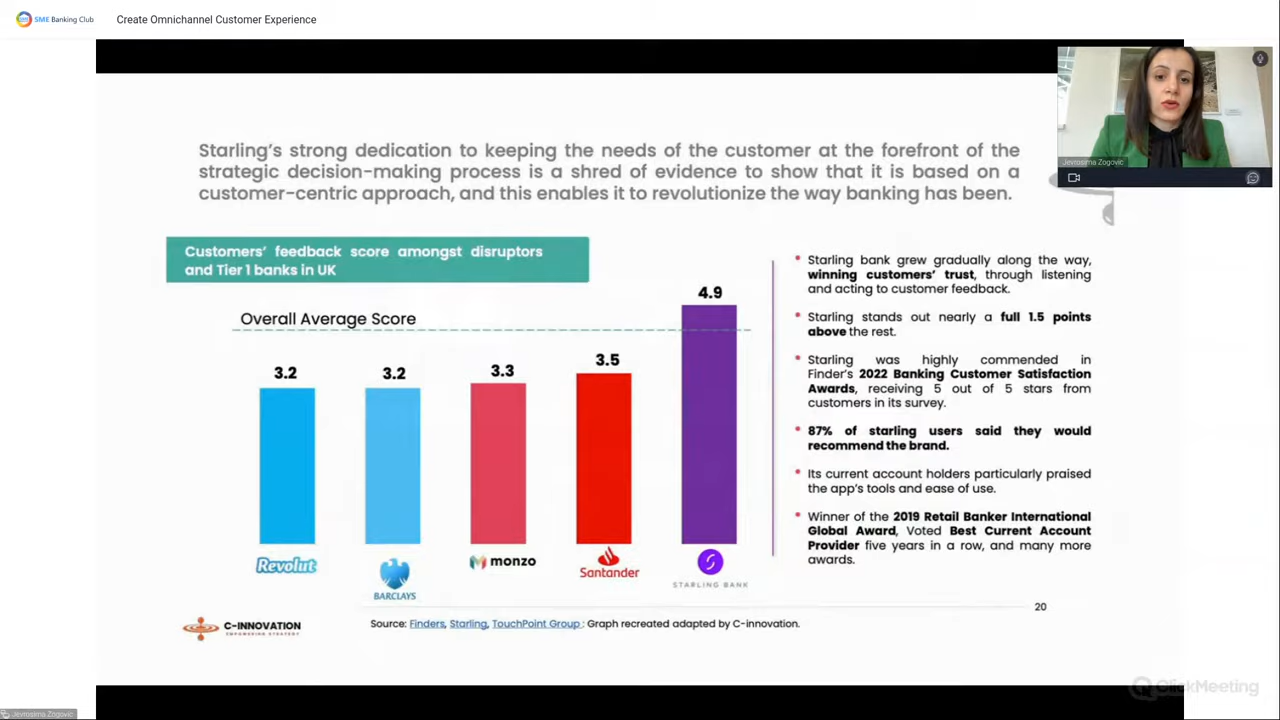 SME Banking Club
Create Omnichannel Customer Experience
Jevrosima Zogovic
Starling's strong dedication to keeping the needs of the customer at the forefront of the
strategic decision-making process is a shred of evidence to show that it is based on a
customer-centric approach, and this enables it to revolutionize the way banking has been.
Customers' feedback score amongst disruptors
and Tier 1 banks in UK
Overall Average Score
3.2
3.2
3.3
3.5
4.9
Revolut
BARCLAYS
monzo
Santander
STARLING BANK
• Starling bank grew gradually along the way,
winning customers' trust, through listening
and acting to customer feedback.
• Starling stands out nearly a full 1.5 points
above the rest.
• Starling was highly commended in
Finder's 2022 Banking Customer Satisfaction
Awards, receiving 5 out of 5 stars from
customers in its survey.
• 87% of starling users said they would
recommend the brand.
• Its current account holders particularly praised
the app's tools and ease of use.
• Winner of the 2019 Retail Banker International
Global Award, Voted Best Current Account
Provider five years in a row, and many more
awards.
20
C-INNOVATION
EMPOWERING STRATEGY
Source: Finders, Starling, TouchPoint Group : Graph recreated adapted by C-innovation.
ClickMeeting
Jevrosima Zogovic